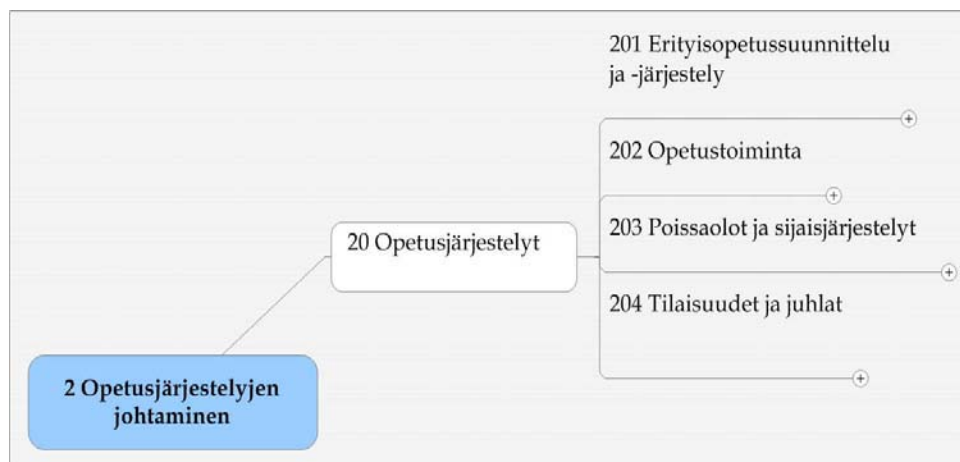 201 Erityisopetussuunnittelu
ja -järjestely
202 Opetustoiminta
203 Poissaolot ja sijaisjärjestelyt
204 Tilaisuudet ja juhlat
20 Opetusjärjestelyt
2 Opetusjärjestelyjen
johtaminen